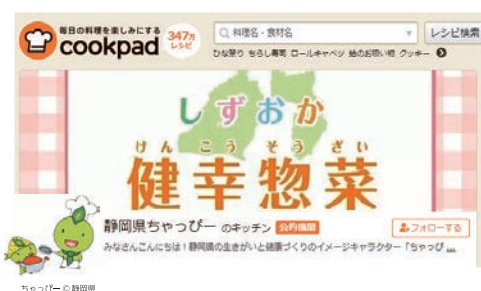 毎日の料理を楽しみにする
cookpad
347万
レシピ
料理名・食材名
レシピ検索
ひな祭り ちらし寿司 ロールキャベツ 蛤のお吸い物 クッキー
しずおか
けんこうそうざい
健幸惣菜
静岡県ちゃっぴー のキッチン 公的機関
フォローする
みなさんこんにちは！静岡県の生きがいと健康づくりのイメージキャラクター「ちゃっぴ ...
ちゃっぴー © 静岡県